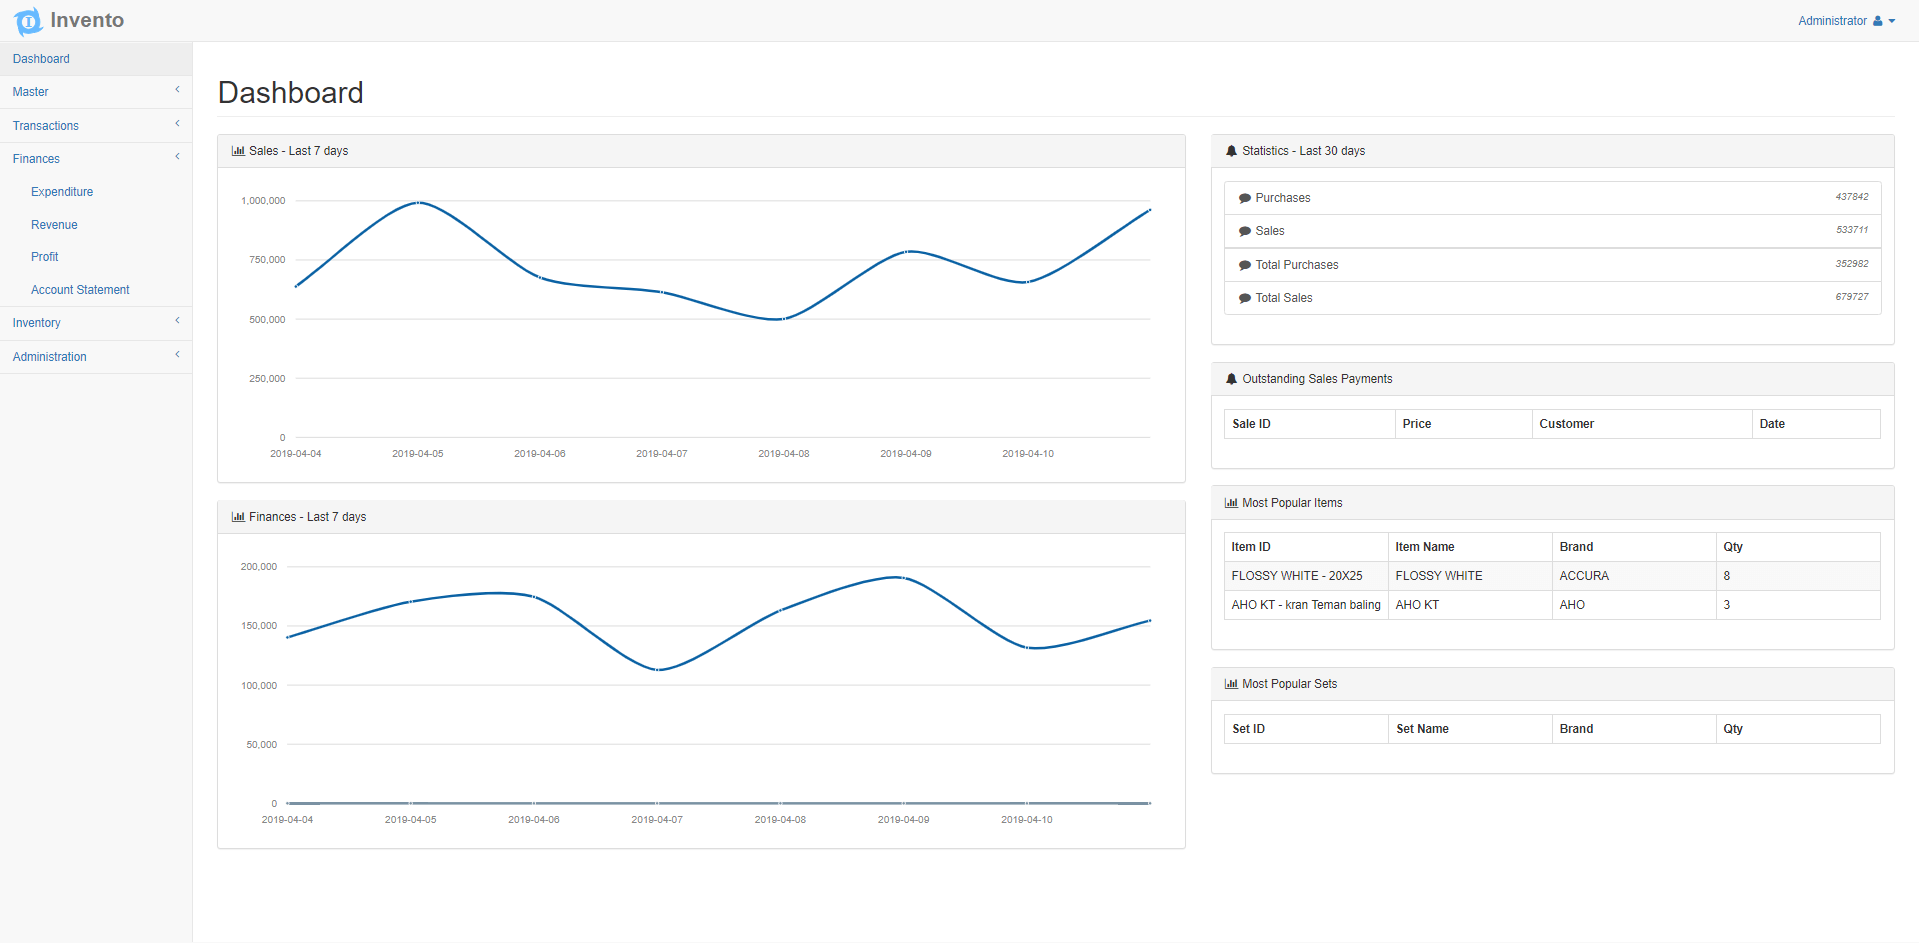 Invento
Administrator
Dashboard
Master
Transactions
Finances
Expenditure
Revenue
Profit
Account Statement
Inventory
Administration
Dashboard
Sales - Last 7 days
1,000,000
750,000
500,000
250,000
0
2019-04-04 2019-04-05 2019-04-06 2019-04-07 2019-04-08 2019-04-09 2019-04-10
Finances - Last 7 days
200,000
150,000
100,000
50,000
0
2019-04-04 2019-04-05 2019-04-06 2019-04-07 2019-04-08 2019-04-09 2019-04-10
Statistics - Last 30 days
Purchases 437842
Sales 533711
Total Purchases 352982
Total Sales 679727
Outstanding Sales Payments
Sale ID Price Customer Date
Most Popular Items
Item ID Item Name Brand Qty
FLOSSY WHITE - 20X25 FLOSSY WHITE ACCURA 8
AHO KT - kran Teman baling AHO KT AHO 3
Most Popular Sets
Set ID Set Name Brand Qty